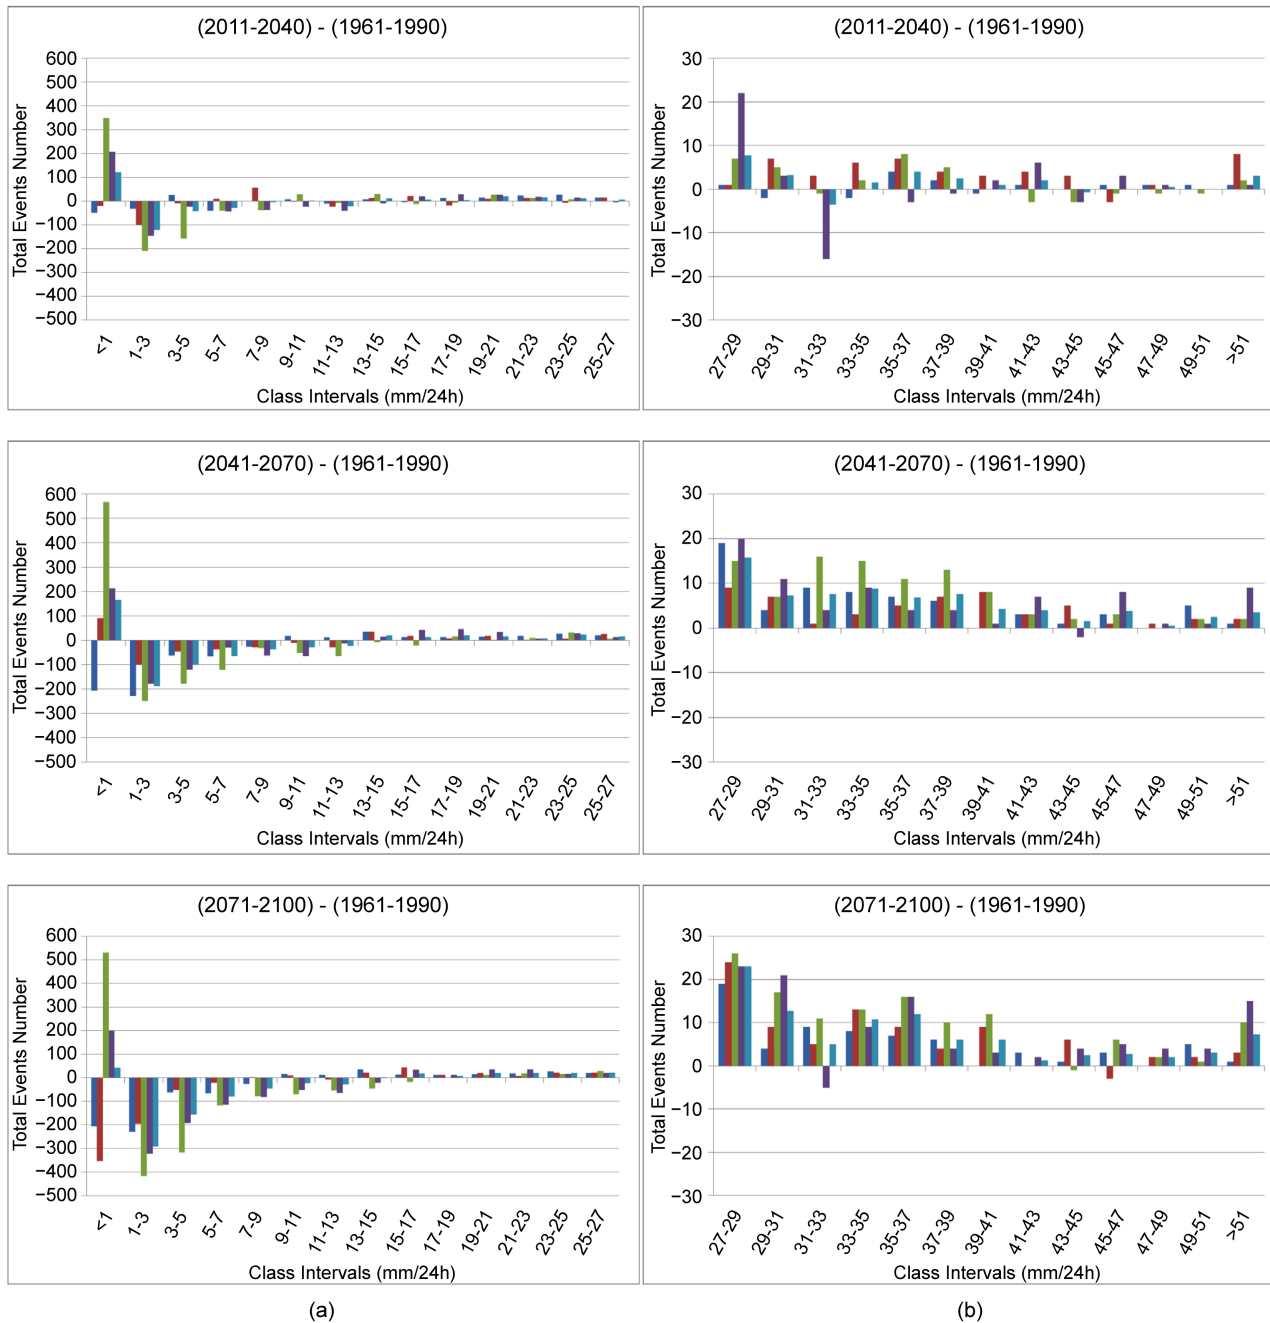 (2011-2040) - (1961-1990)
Total Events Number
600
500
400
300
200
100
0
−100
−200
−300
−400
−500
<1 1-3 3-5 5-7 7-9 9-11 11-13 13-15 15-17 17-19 19-21 21-23 23-25 25-27
Class Intervals (mm/24h)
(2011-2040) - (1961-1990)
Total Events Number
30
20
10
0
−10
−20
−30
27-29 29-31 31-33 33-35 35-37 37-39 39-41 41-43 43-45 45-47 47-49 49-51 >51
Class Intervals (mm/24h)
(2041-2070) - (1961-1990)
Total Events Number
600
500
400
300
200
100
0
−100
−200
−300
−400
−500
<1 1-3 3-5 5-7 7-9 9-11 11-13 13-15 15-17 17-19 19-21 21-23 23-25 25-27
Class Intervals (mm/24h)
(2041-2070) - (1961-1990)
Total Events Number
30
20
10
0
−10
−20
−30
27-29 29-31 31-33 33-35 35-37 37-39 39-41 41-43 43-45 45-47 47-49 49-51 >51
Class Intervals (mm/24h)
(2071-2100) - (1961-1990)
Total Events Number
600
500
400
300
200
100
0
−100
−200
−300
−400
−500
<1 1-3 3-5 5-7 7-9 9-11 11-13 13-15 15-17 17-19 19-21 21-23 23-25 25-27
Class Intervals (mm/24h)
(2071-2100) - (1961-1990)
Total Events Number
30
20
10
0
−10
−20
−30
27-29 29-31 31-33 33-35 35-37 37-39 39-41 41-43 43-45 45-47 47-49 49-51 >51
Class Intervals (mm/24h)
(a)
(b)